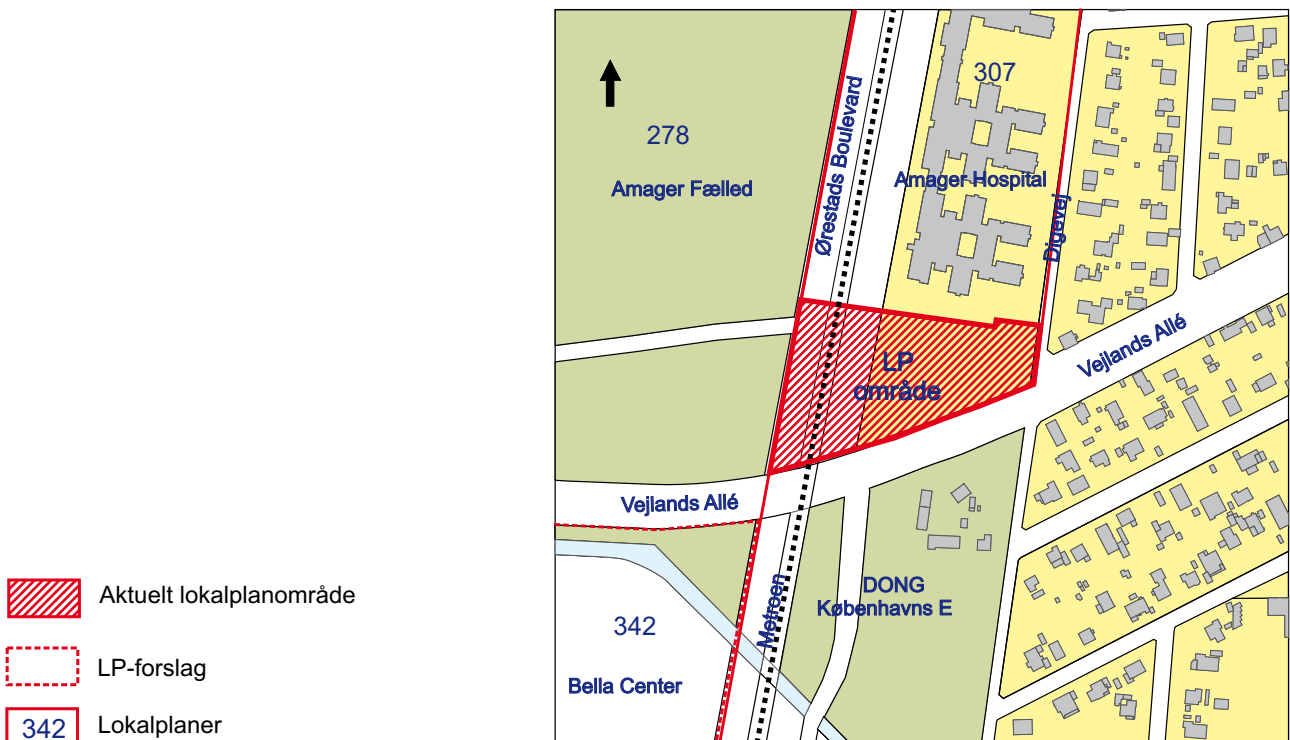 307
278
Amager Fælled
Ørestads Boulevard
Amager Hospital
Digevej
LP
område
Vejlands Allé
Vejlands Allé
DONG
Københavns E
Metroen
342
Bella Center
Aktuelt lokalplanområde
LP-forslag
342 Lokalplaner